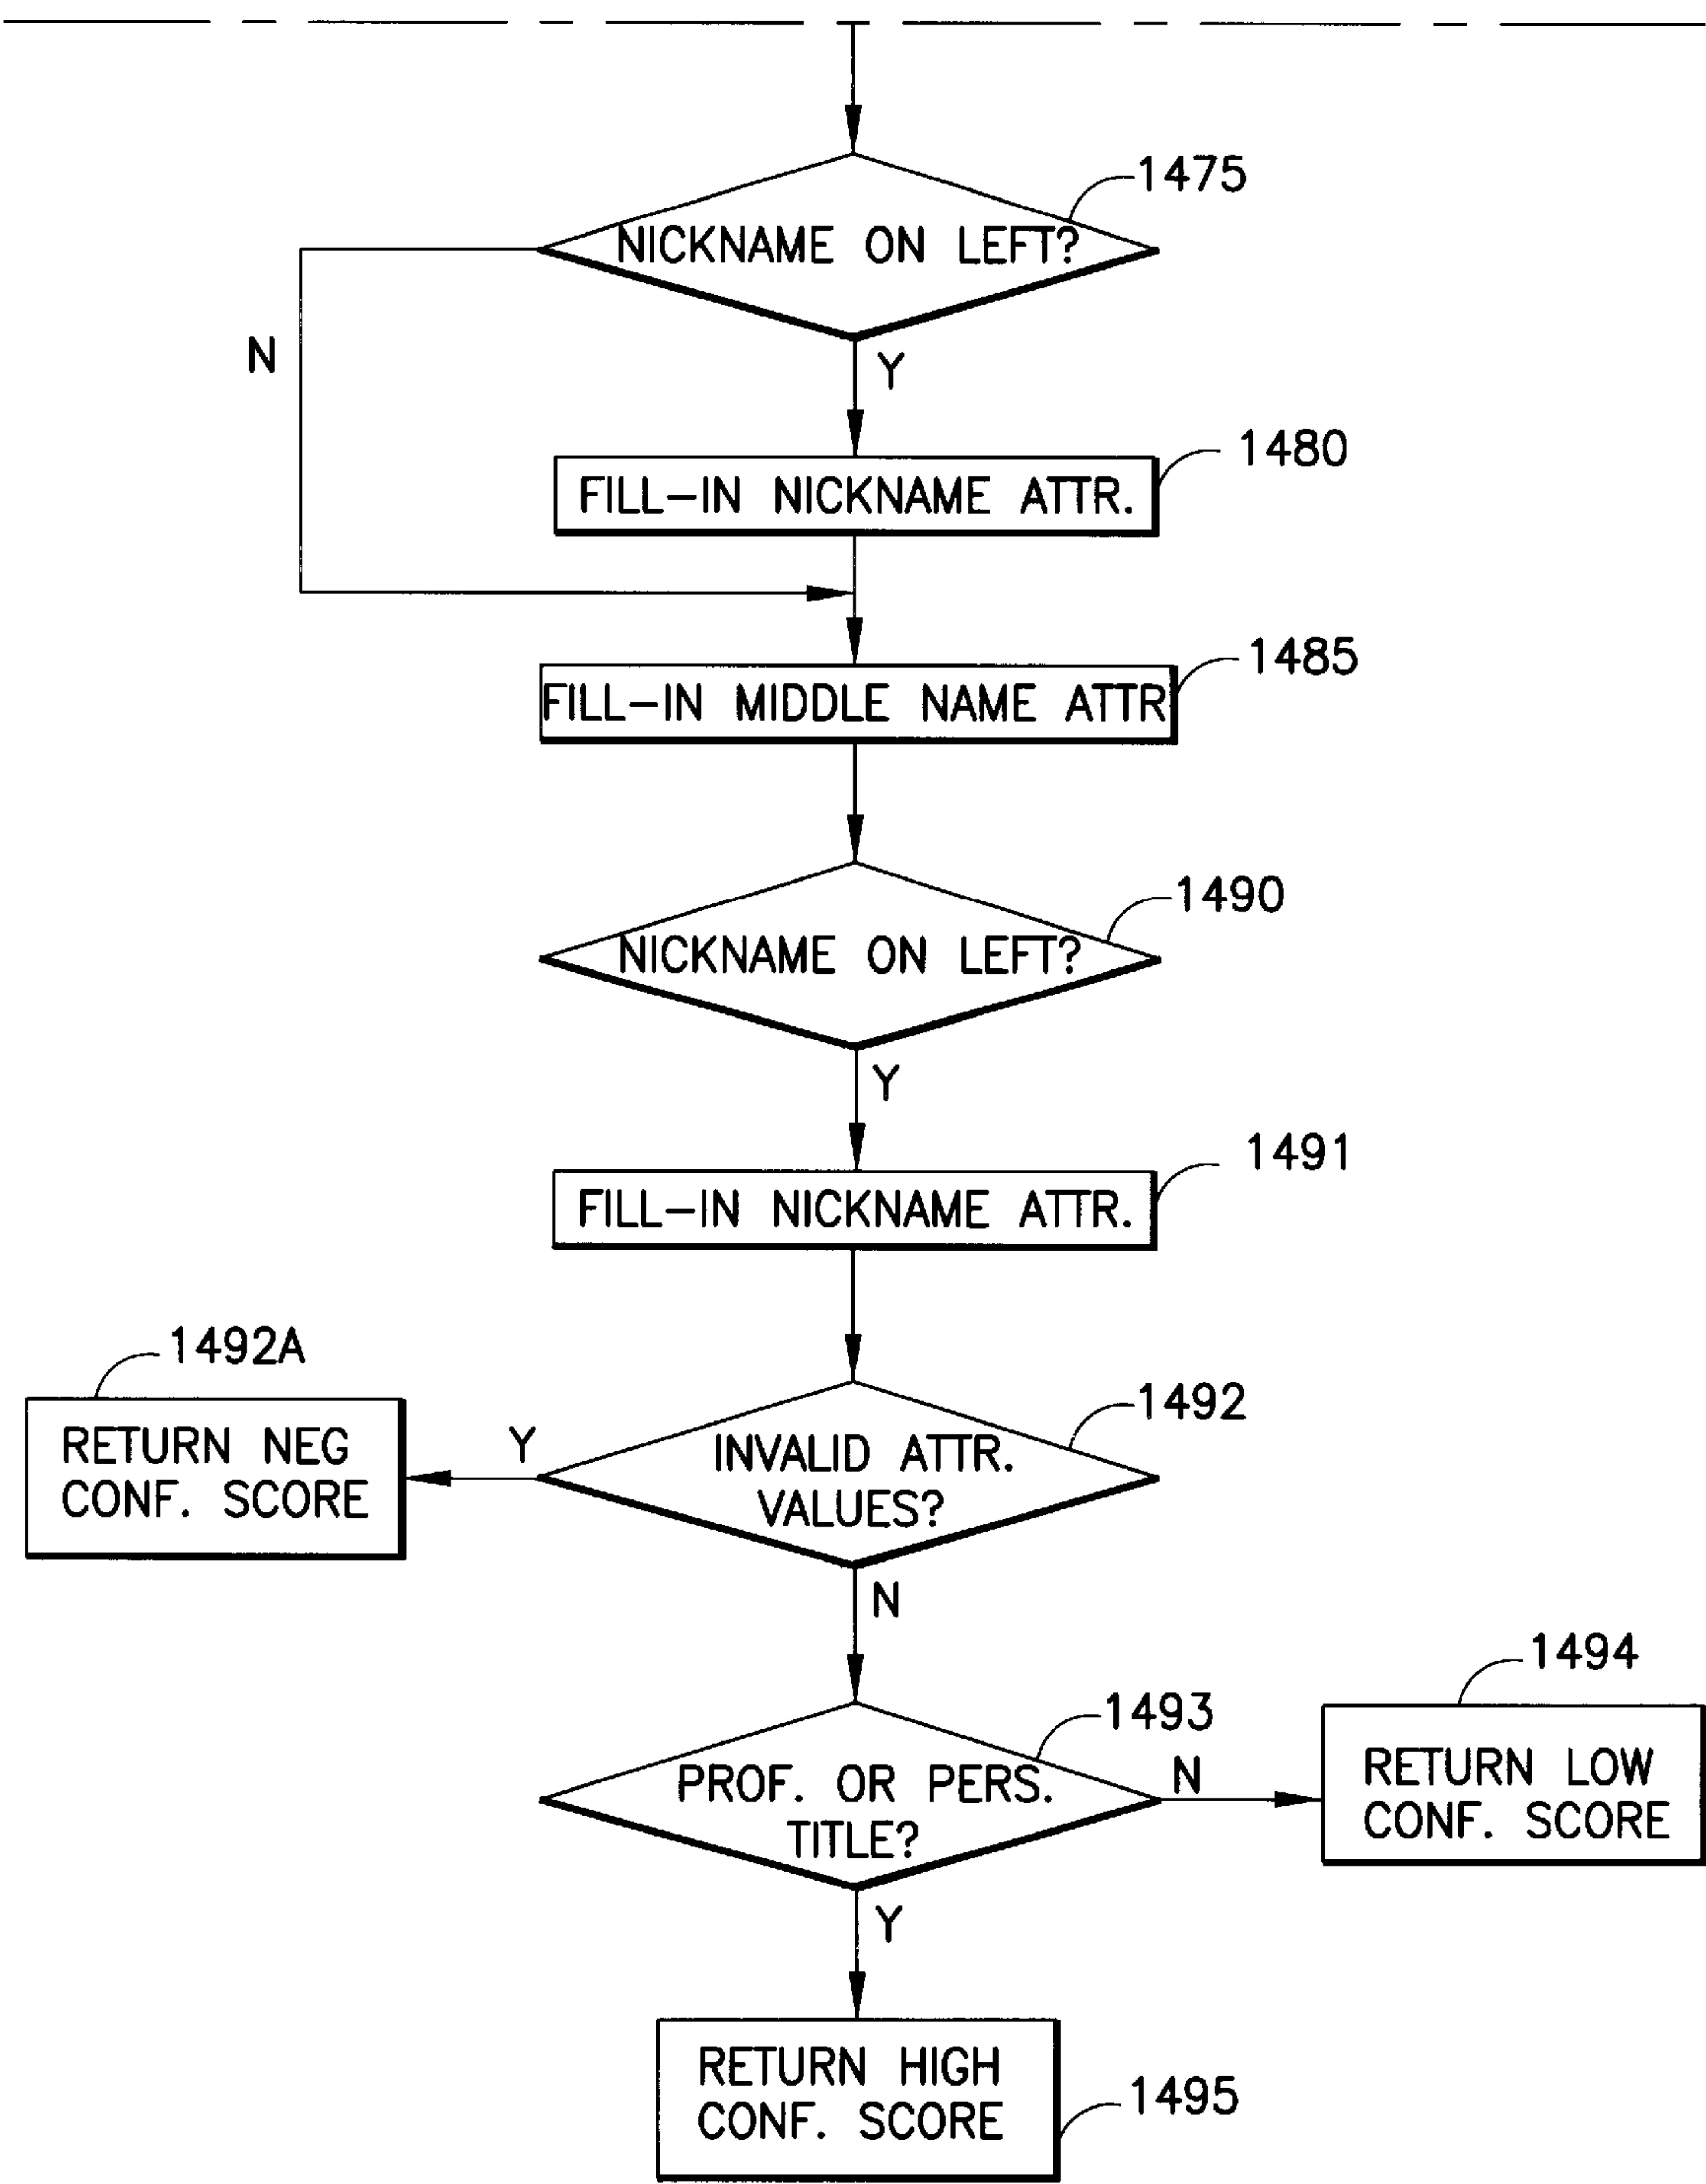 1475
NICKNAME ON LEFT?
N
Y
1480
FILL-IN NICKNAME ATTR.
1485
FILL-IN MIDDLE NAME ATTR
1490
NICKNAME ON LEFT?
Y
1491
FILL-IN NICKNAME ATTR.
1492A
RETURN NEG
CONF. SCORE
Y
1492
INVALID ATTR.
VALUES?
N
1493
PROF. OR PERS.
TITLE?
N
1494
RETURN LOW
CONF. SCORE
Y
RETURN HIGH
CONF. SCORE
1495